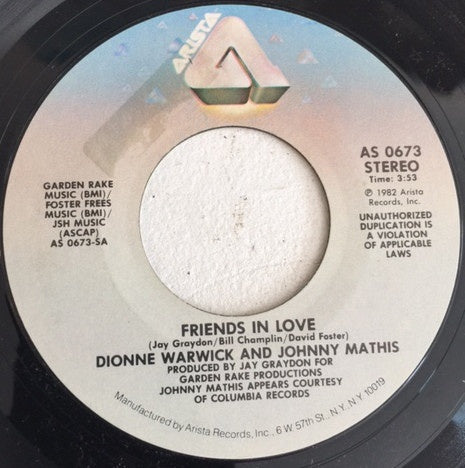 ARISTA
AS 0673
STEREO
Time: 3:53
℗ 1982 Arista
Records, Inc.
UNAUTHORIZED
DUPLICATION IS
A VIOLATION
OF APPLICABLE
LAWS
GARDEN RAKE
MUSIC (BMI)/
FOSTER FREES
MUSIC (BMI)/
JSH MUSIC
(ASCAP)
AS 0673-SA
FRIENDS IN LOVE
(Jay Graydon/Bill Champlin/David Foster)
DIONNE WARWICK AND JOHNNY MATHIS
PRODUCED BY JAY GRAYDON FOR
GARDEN RAKE PRODUCTIONS
JOHNNY MATHIS APPEARS COURTESY
OF COLUMBIA RECORDS
Manufactured by Arista Records, Inc., 6 W 57th St., N.Y. N.Y. 10019